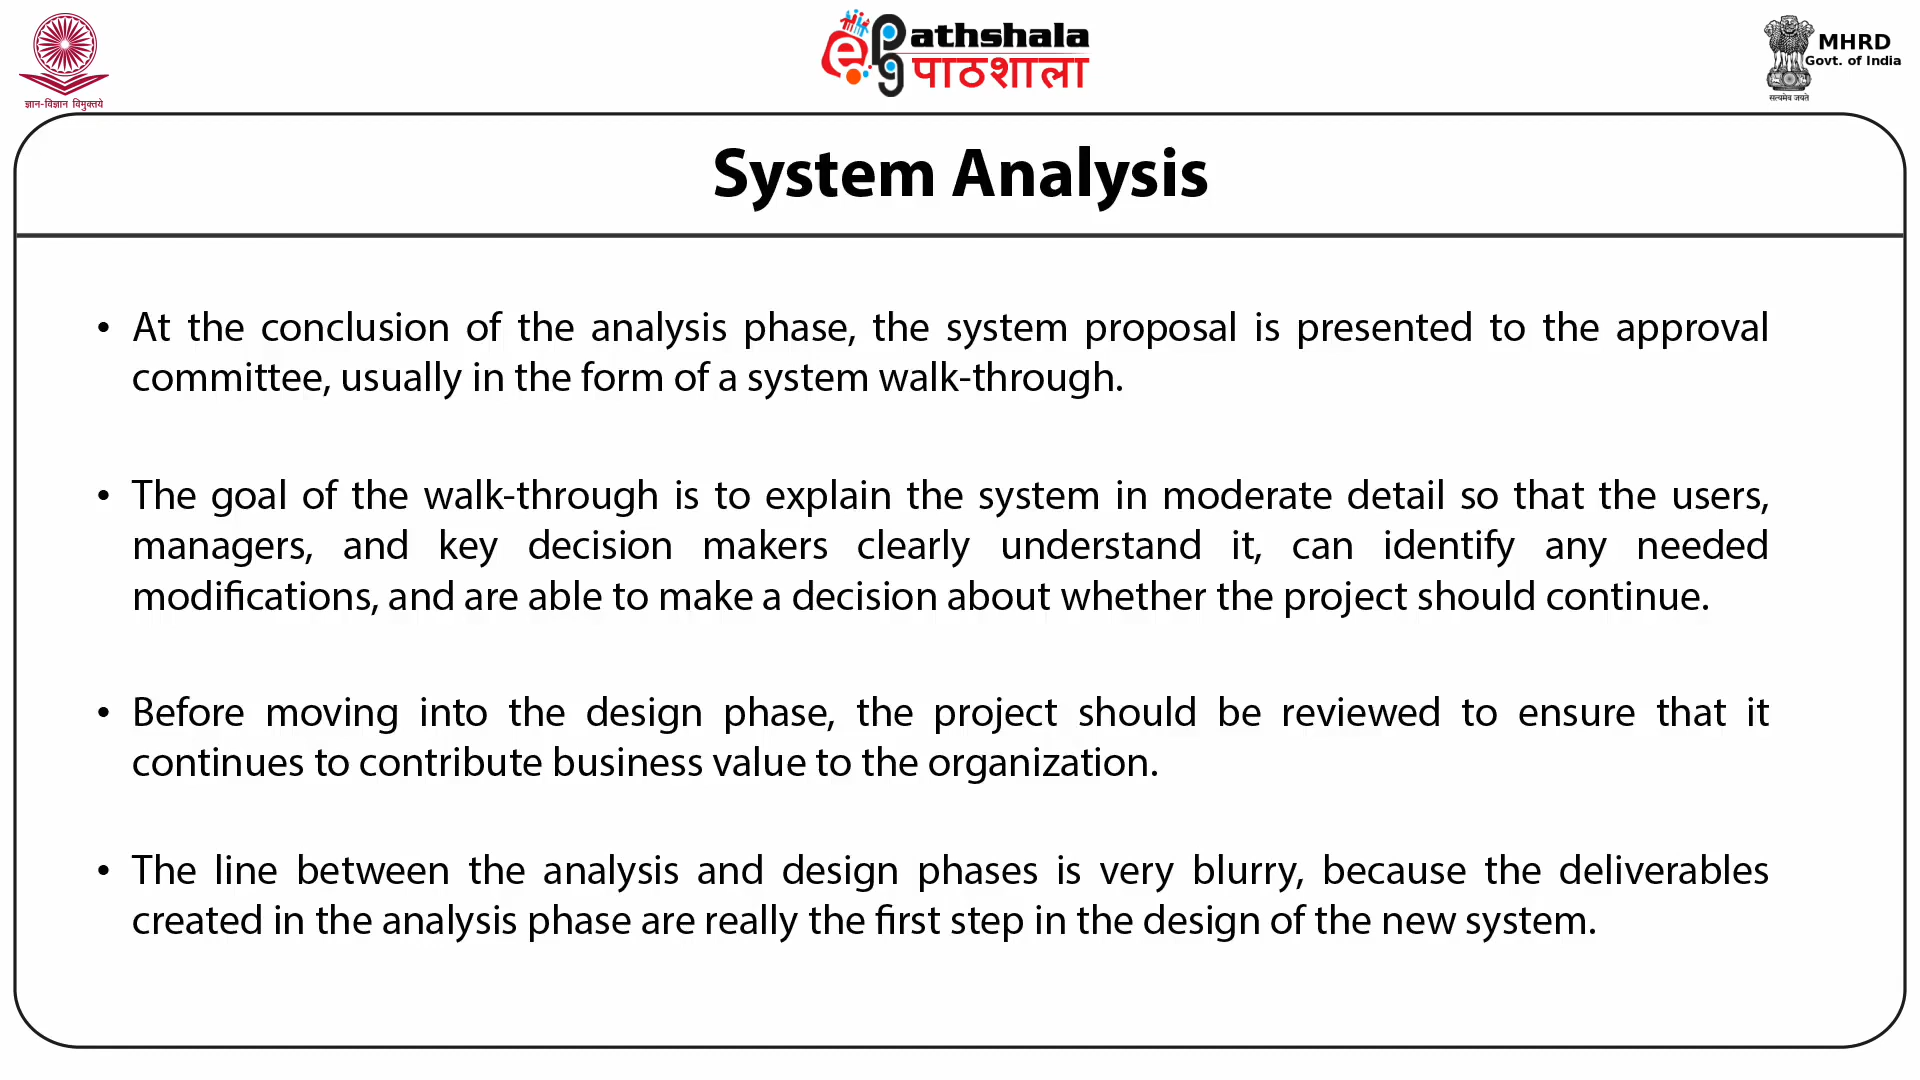 ज्ञान-विज्ञान विमुक्तये
e Pg athshala
पाठशाला
MHRD
Govt. of India
सत्यमेव जयते
System Analysis
• At the conclusion of the analysis phase, the system proposal is presented to the approval
committee, usually in the form of a system walk-through.
• The goal of the walk-through is to explain the system in moderate detail so that the users,
managers, and key decision makers clearly understand it, can identify any needed
modifications, and are able to make a decision about whether the project should continue.
• Before moving into the design phase, the project should be reviewed to ensure that it
continues to contribute business value to the organization.
• The line between the analysis and design phases is very blurry, because the deliverables
created in the analysis phase are really the first step in the design of the new system.